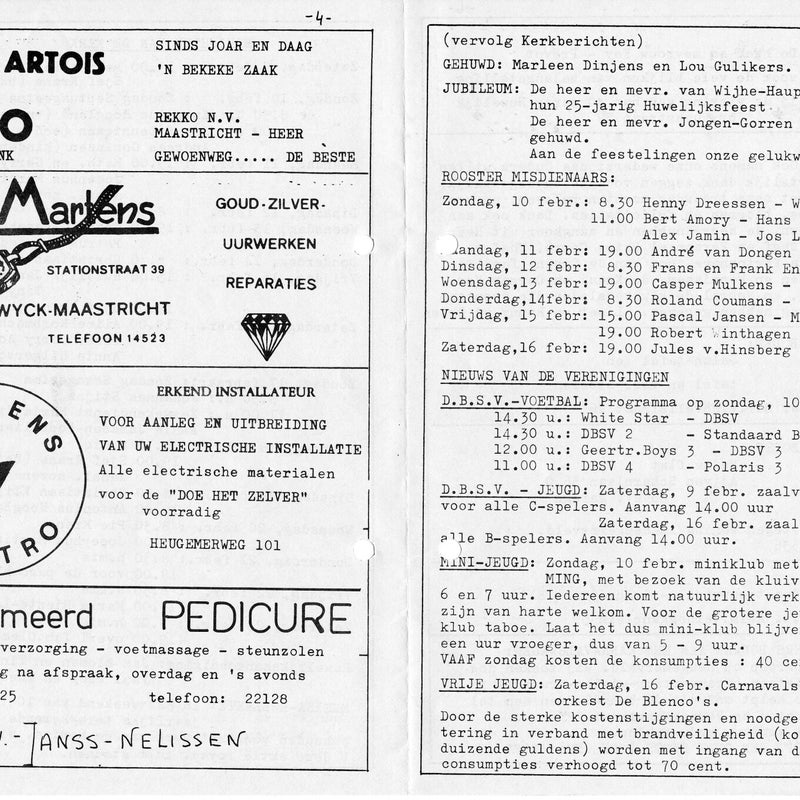 -4-
ARTOIS
SINDS JOAR EN DAAG
'N BEKEKE ZAAK
O
NK
REKKO N.V.
MAASTRICHT - HEER
GEWOENWEG..... DE BÈSTE
Martens
STATIONSTRAAT 39
WYCK-MAASTRICHT
TELEFOON 14523
GOUD-ZILVER-
UURWERKEN
REPARATIES
ENS
TRO
ERKEND INSTALLATEUR
VOOR AANLEG EN UITBREIDING
VAN UW ELECTRISCHE INSTALLATIE
Alle electrische materialen
voor de "DOE HET ZELVER"
voorradig
HEUGEMERWEG 101
meerd PEDICURE
verzorging - voetmassage - steunzolen
g na afspraak, overdag en 's avonds
25 telefoon: 22128
JANSS-NELISSEN
(vervolg Kerkberichten)
GEHUWD: Marleen Dinjens en Lou Gulikers.
JUBILEUM: De heer en mevr. van Wijhe-Haup
hun 25-jarig Huwelijksfeest.
De heer en mevr. Jongen-Gorren
gehuwd.
Aan de feestelingen onze gelukw
ROOSTER MISDIENAARS:
Zondag, 10 febr.: 8.30 Henny Dreessen - W
11.00 Bert Amory - Hans
Alex Jamin - Jos L
aandag, 11 febr: 19.00 André van Dongen
Dinsdag, 12 febr: 8.30 Frans en Frank En
Woensdag,13 febr: 19.00 Casper Mulkens -
Donderdag,14febr: 8.30 Roland Coumans -
Vrijdag, 15 febr: 15.00 Pascal Jansen - M
19.00 Robert Winthagen
Zaterdag,16 febr: 19.00 Jules v.Hinsberg
NIEUWS VAN DE VERENIGINGEN
D.B.S.V.-VOETBAL: Programma op zondag, 10
14.30 u.: White Star - DBSV
14.30 u.: DBSV 2 - Standaard B
12.00 u.: Geertr.Boys 3 - DBSV 3
11.00 u.: DBSV 4 - Polaris 3
D.B.S.V. - JEUGD: Zaterdag, 9 febr. zaalv
voor alle C-spelers. Aanvang 14.00 uur
Zaterdag, 16 febr. zaal
alle B-spelers. Aanvang 14.00 uur.
MINI-JEUGD: Zondag, 10 febr. miniklub met
MING, met bezoek van de kluiv
6 en 7 uur. Iedereen komt natuurlijk verk
zijn van harte welkom. Voor de grotere je
klub taboe. Laat het dus mini-klub blijve
een uur vroeger, dus van 5 - 9 uur.
VAAF zondag kosten de konsumpties : 40 ce
VRIJE JEUGD: Zaterdag, 16 febr. Carnavals
orkest De Blenco's.
Door de sterke kostenstijgingen en noodge
tering in verband met brandveiligheid (ko
duizende guldens) worden met ingang van d
consumpties verhoogd tot 70 cent.